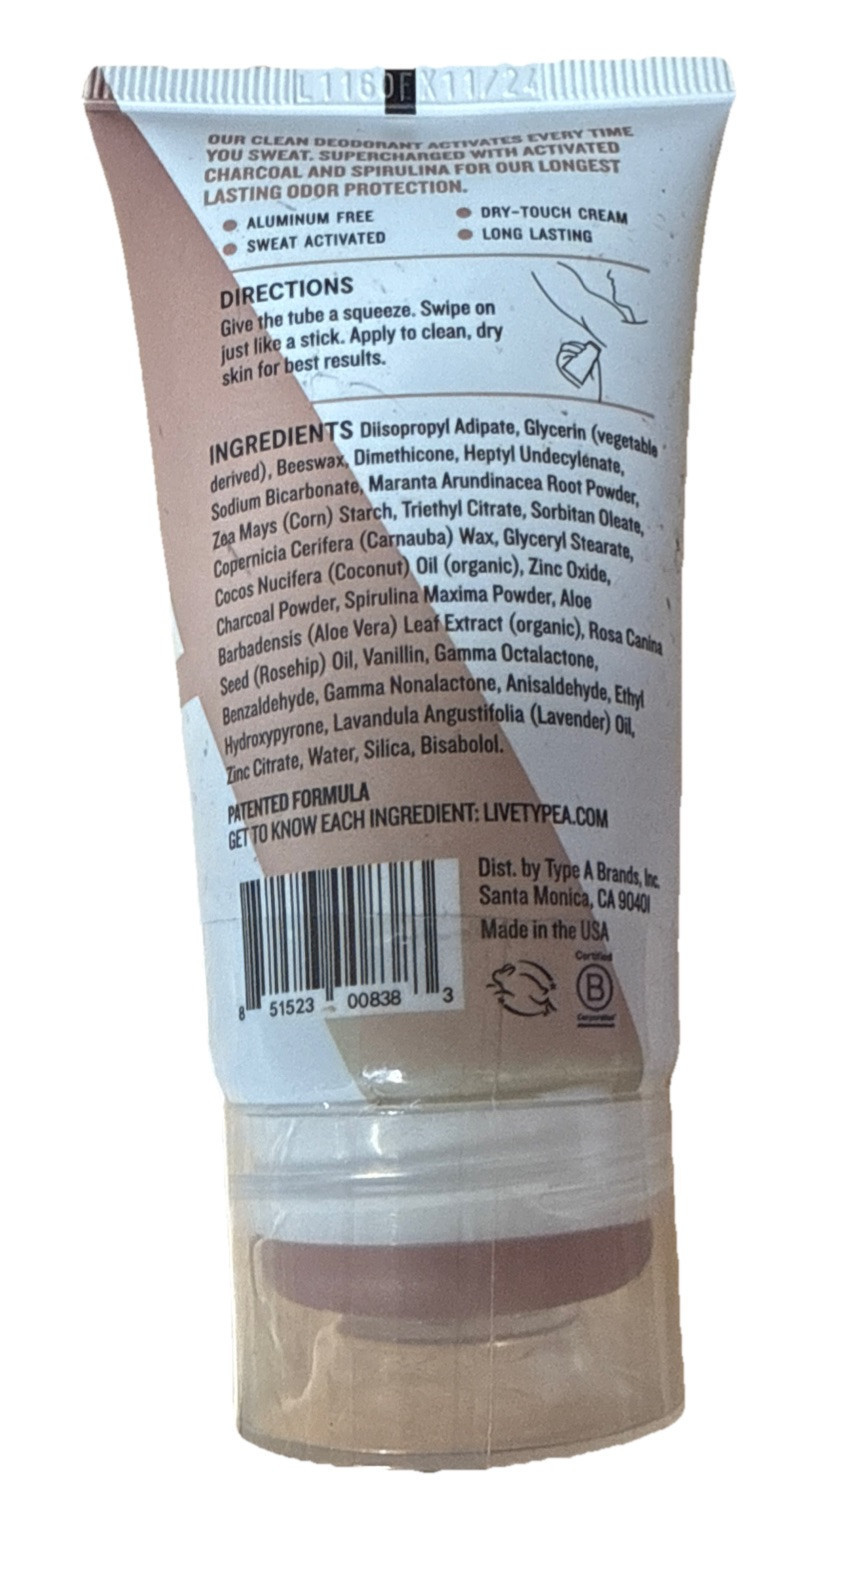 L1160EX11/24
OUR CLEAN DEODORANT ACTIVATES EVERY TIME
YOU SWEAT. SUPERCHARGED WITH ACTIVATED
CHARCOAL AND SPIRULINA FOR OUR LONGEST
LASTING ODOR PROTECTION.
ALUMINUM FREE
SWEAT ACTIVATED
DRY-TOUCH CREAM
LONG LASTING
DIRECTIONS
Give the tube a squeeze. Swipe on
just like a stick. Apply to clean, dry
skin for best results.
INGREDIENTS Diisopropyl Adipate, Glycerin (vegetable
derived), Beeswax, Dimethicone, Heptyl Undecylenate,
Sodium Bicarbonate, Maranta Arundinacea Root Powder,
Zea Mays (Corn) Starch, Triethyl Citrate, Sorbitan Oleate,
Copernicia Cerifera (Carnauba) Wax, Glyceryl Stearate,
Cocos Nucifera (Coconut) Oil (organic), Zinc Oxide,
Charcoal Powder, Spirulina Maxima Powder, Aloe
Barbadensis (Aloe Vera) Leaf Extract (organic), Rosa Canina
Seed (Rosehip) Oil, Vanillin, Gamma Octalactone,
Benzaldehyde, Gamma Nonalactone, Anisaldehyde, Ethyl
Hydroxypyrone, Lavandula Angustifolia (Lavender) Oil,
Zinc Citrate, Water, Silica, Bisabolol.
PATENTED FORMULA
GET TO KNOW EACH INGREDIENT: LIVETYPEA.COM
Dist. by Type A Brands, Inc.
Santa Monica, CA 90401
Made in the USA
Certified
B
Corporation
8 51523 00838 3